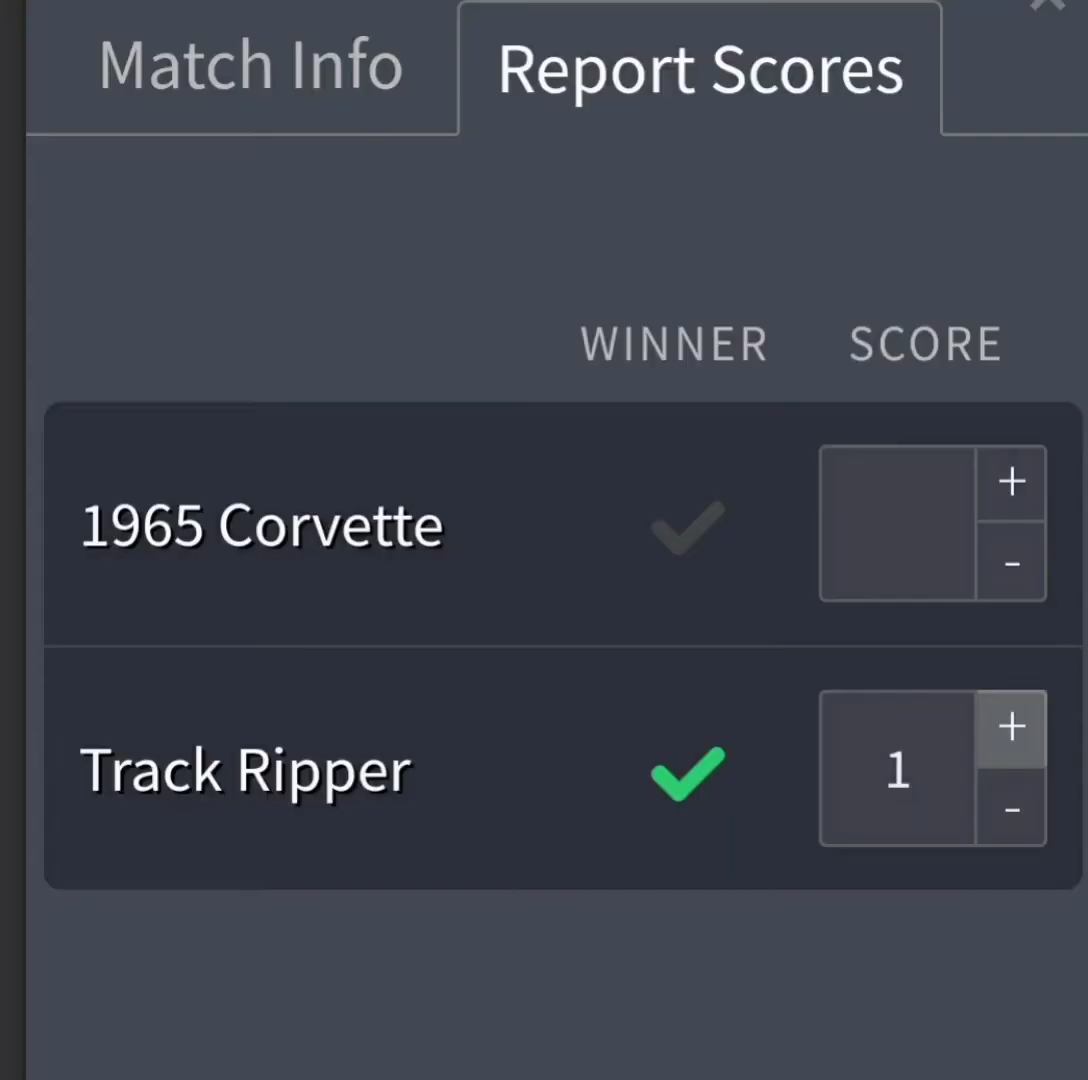 Match Info
Report Scores
WINNER SCORE
1965 Corvette
+
-
Track Ripper
1
+
-